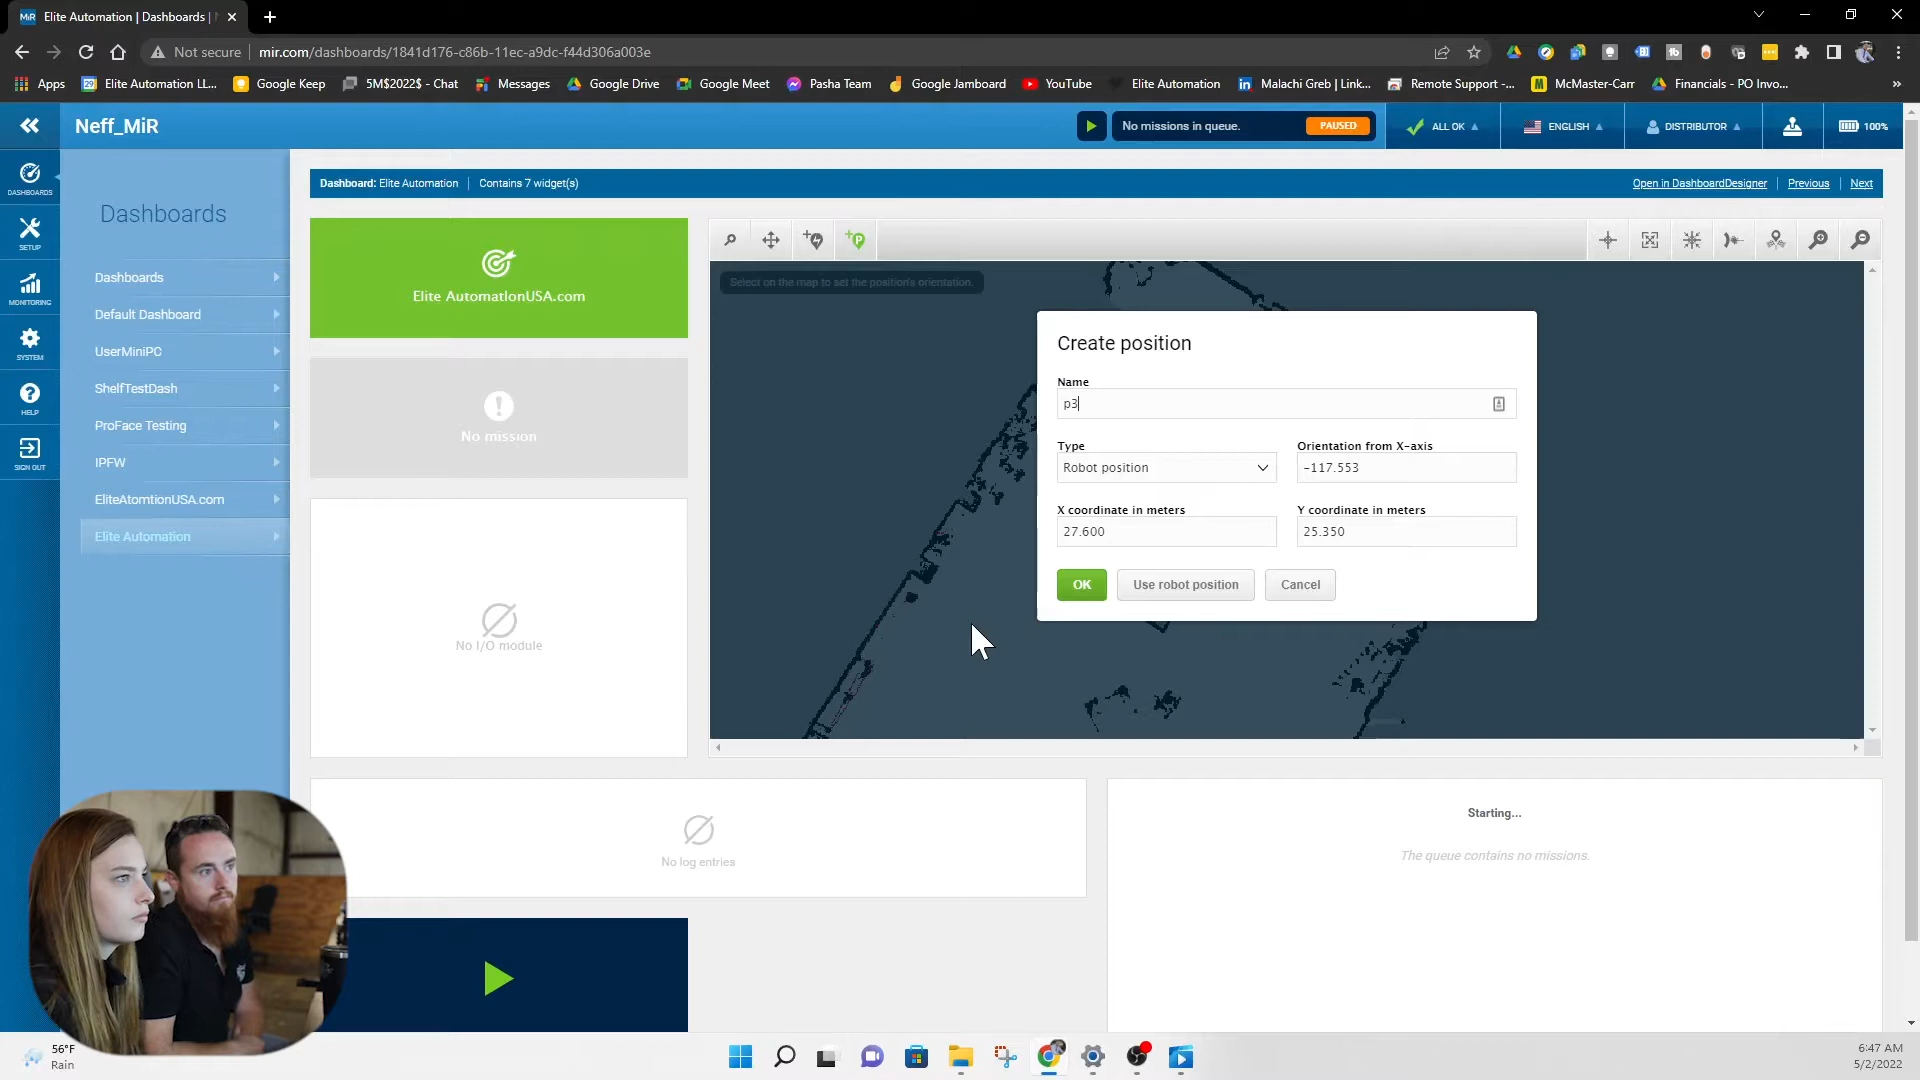 MiR Elite Automation | Dashboards |
Not secure mir.com/dashboards/1841d176-c86b-11ec-a9dc-f44d306a003e
Apps 29 Elite Automation LL... Google Keep 5M$2022$ - Chat Messages Google Drive Google Meet Pasha Team Google Jamboard YouTube Elite Automation Malachi Greb | Link... Remote Support -... McMaster-Carr Financials - PO Invo... »
Neff_MiR No missions in queue. PAUSED ALL OK ENGLISH DISTRIBUTOR 100%
DASHBOARDS
SETUP
MONITORING
SYSTEM
HELP
SIGN OUT
Dashboards
Dashboards
Default Dashboard
UserMiniPC
ShelfTestDash
ProFace Testing
IPFW
EliteAtomtionUSA.com
Elite Automation
Dashboard: Elite Automation Contains 7 widget(s) Open in DashboardDesigner Previous Next
Elite AutomationUSA.com
No mission
No I/O module
Select on the map to set the position's orientation.
Create position
Name
p3
Type Orientation from X-axis
Robot position -117.553
X coordinate in meters Y coordinate in meters
27.600 25.350
OK Use robot position Cancel
No log entries
Starting...
The queue contains no missions.
56°F
Rain
6:47 AM
5/2/2022